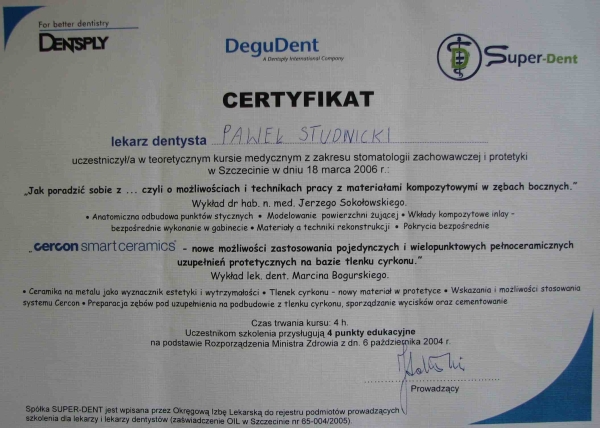 For better dentistry
DENTSPLY
DeguDent
A Dentsply International Company
Super-Dent
CERTYFIKAT
lekarz dentysta PAWEŁ STUDNICKI
uczestniczył/a w teoretycznym kursie medycznym z zakresu stomatologii zachowawczej i protetyki
w Szczecinie w dniu 18 marca 2006 r.:
„Jak poradzić sobie z ... czyli o możliwościach i technikach pracy z materiałami kompozytowymi w zębach bocznych."
Wykład dr hab. n. med. Jerzego Sokołowskiego.
• Anatomiczna odbudowa punktów stycznych • Modelowanie powierzchni żującej • Wkłady kompozytowe inlay -
bezpośrednie wykonanie w gabinecie • Materiały a techniki rekonstrukcji • Pokrycia bezpośrednie
„cercon smartceramics® - nowe możliwości zastosowania pojedynczych i wielopunktowych pełnoceramicznych
uzupełnień protetycznych na bazie tlenku cyrkonu."
Wykład lek. dent. Marcina Bogurskiego.
• Ceramika na metalu jako wyznacznik estetyki i wytrzymałości • Tlenek cyrkonu - nowy materiał w protetyce • Wskazania i możliwości stosowania
systemu Cercon • Preparacja zębów pod uzupełnienia na podbudowie z tlenku cyrkonu, sporządzanie wycisków oraz cementowanie
Czas trwania kursu: 4 h.
Uczestnikom szkolenia przysługują 4 punkty edukacyjne
na podstawie Rozporządzenia Ministra Zdrowia z dn. 6 października 2004 r.
Prowadzący
Spółka SUPER-DENT jest wpisana przez Okręgową Izbę Lekarską do rejestru podmiotów prowadzących
szkolenia dla lekarzy i lekarzy dentystów (zaświadczenie OIL w Szczecinie nr 65-004/2005).